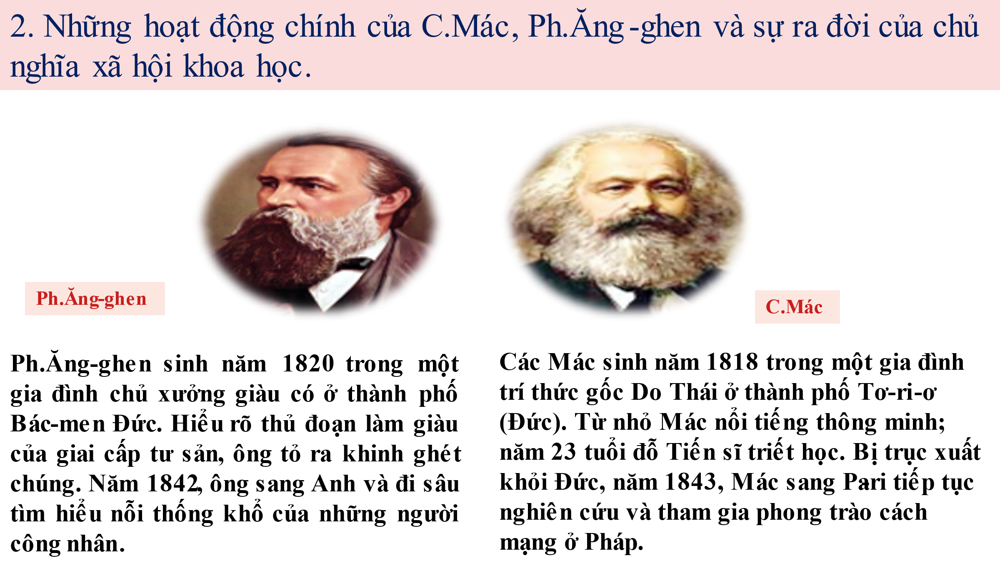 2. Những hoạt động chính của C.Mác, Ph.Ăng-ghen và sự ra đời của chủ
nghĩa xã hội khoa học.
Ph.Ăng-ghen
C.Mác
Ph.Ăng-ghen sinh năm 1820 trong một
gia đình chủ xưởng giàu có ở thành phố
Bác-men Đức. Hiểu rõ thủ đoạn làm giàu
của giai cấp tư sản, ông tỏ ra khinh ghét
chúng. Năm 1842, ông sang Anh và đi sâu
tìm hiểu nỗi thống khổ của những người
công nhân.
Các Mác sinh năm 1818 trong một gia đình
trí thức gốc Do Thái ở thành phố Tơ-ri-ơ
(Đức). Từ nhỏ Mác nổi tiếng thông minh;
năm 23 tuổi đỗ Tiến sĩ triết học. Bị trục xuất
khỏi Đức, năm 1843, Mác sang Pa-ri tiếp tục
nghiên cứu và tham gia phong trào cách
mạng ở Pháp.